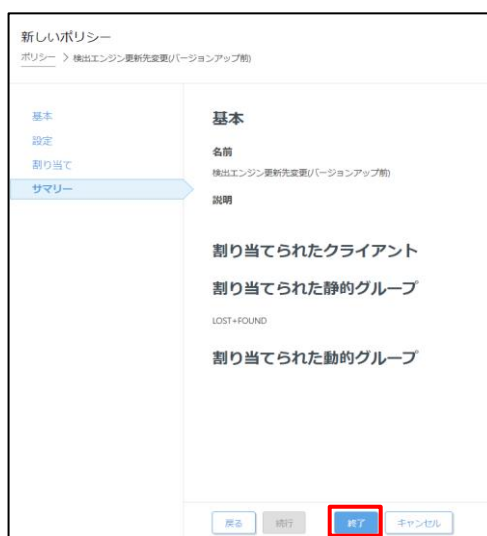 新しいポリシー
ポリシー > 検出エンジン更新先変更(バージョンアップ前)
基本
設定
割り当て
サマリー
基本
名前
検出エンジン更新先変更(バージョンアップ前)
説明
割り当てられたクライアント
割り当てられた静的グループ
LOST+FOUND
割り当てられた動的グループ
戻る 続行 終了 キャンセル